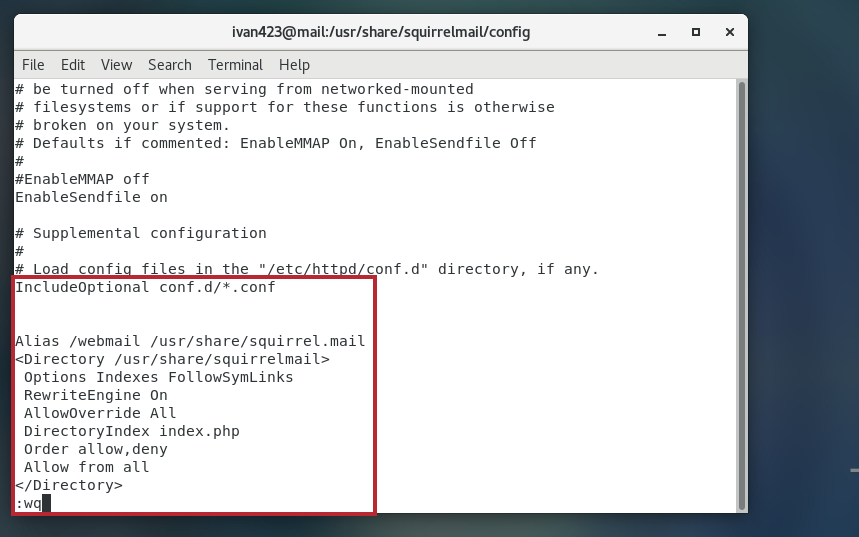 ivan423@mail:/usr/share/squirrelmail/config
File Edit View Search Terminal Help
# be turned off when serving from networked-mounted
# filesystems or if support for these functions is otherwise
# broken on your system.
# Defaults if commented: EnableMMAP On, EnableSendfile Off
#
#EnableMMAP off
EnableSendfile on
# Supplemental configuration
#
# Load config files in the "/etc/httpd/conf.d" directory, if any.
IncludeOptional conf.d/*.conf
Alias /webmail /usr/share/squirrel.mail
<Directory /usr/share/squirrelmail>
Options Indexes FollowSymLinks
RewriteEngine On
AllowOverride All
DirectoryIndex index.php
Order allow,deny
Allow from all
</Directory>
:wq